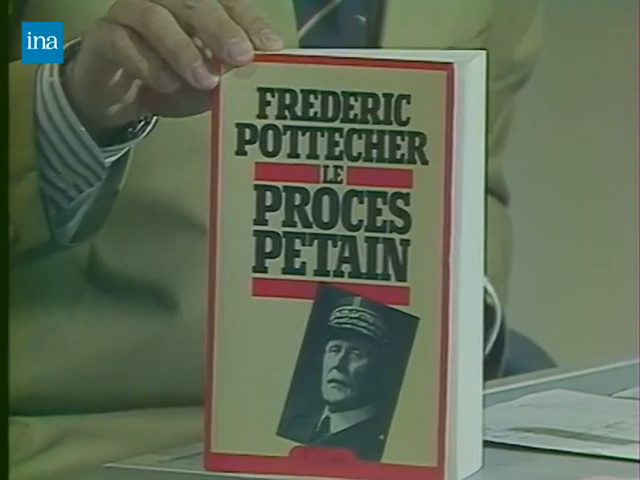 ina
FREDERIC
POTTECHER
LE
PROCES
PETAIN